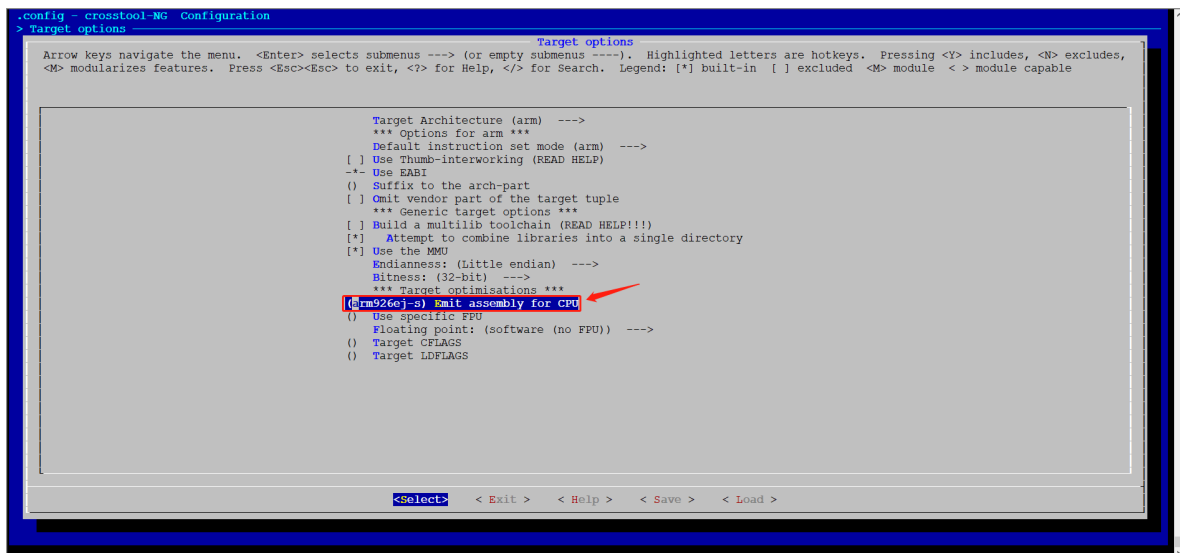 .config - crosstool-NG  Configuration
> Target options
Target options
Arrow keys navigate the menu.  <Enter> selects submenus ---> (or empty submenus ----).  Highlighted letters are hotkeys.  Pressing <Y> includes, <N> excludes,
<M> modularizes features.  Press <Esc><Esc> to exit, <?> for Help, </> for Search.  Legend: [*] built-in  [ ] excluded  <M> module  < > module capable
Target Architecture (arm)  --->
*** Options for arm ***
Default instruction set mode (arm)  --->
[ ] Use Thumb-interworking (READ HELP)
-*- Use EABI
()  Suffix to the arch-part
[ ] Omit vendor part of the target tuple
*** Generic target options ***
[ ] Build a multilib toolchain (READ HELP!!!)
[*]   Attempt to combine libraries into a single directory
[*] Use the MMU
Endianness: (Little endian)  --->
Bitness: (32-bit)  --->
*** Target optimisations ***
(arm926ej-s) Emit assembly for CPU
()  Use specific FPU
Floating point: (software (no FPU))  --->
()  Target CFLAGS
()  Target LDFLAGS
<Select>    < Exit >    < Help >    < Save >    < Load >